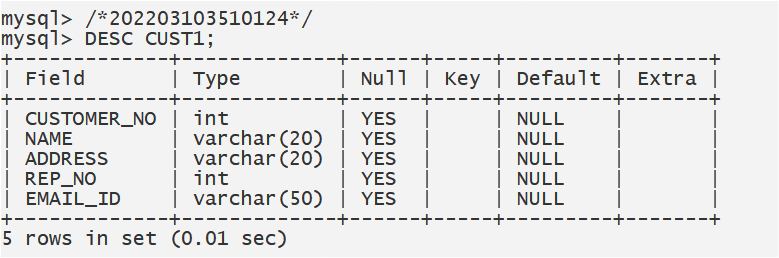 mysql> /*202203103510124*/
mysql> DESC CUST1;
+-------------+-------------+------+-----+---------+-------+
| Field       | Type        | Null | Key | Default | Extra |
+-------------+-------------+------+-----+---------+-------+
| CUSTOMER_NO | int         | YES  |     | NULL    |       |
| NAME        | varchar(20) | YES  |     | NULL    |       |
| ADDRESS     | varchar(20) | YES  |     | NULL    |       |
| REP_NO      | int         | YES  |     | NULL    |       |
| EMAIL_ID    | varchar(50) | YES  |     | NULL    |       |
+-------------+-------------+------+-----+---------+-------+
5 rows in set (0.01 sec)